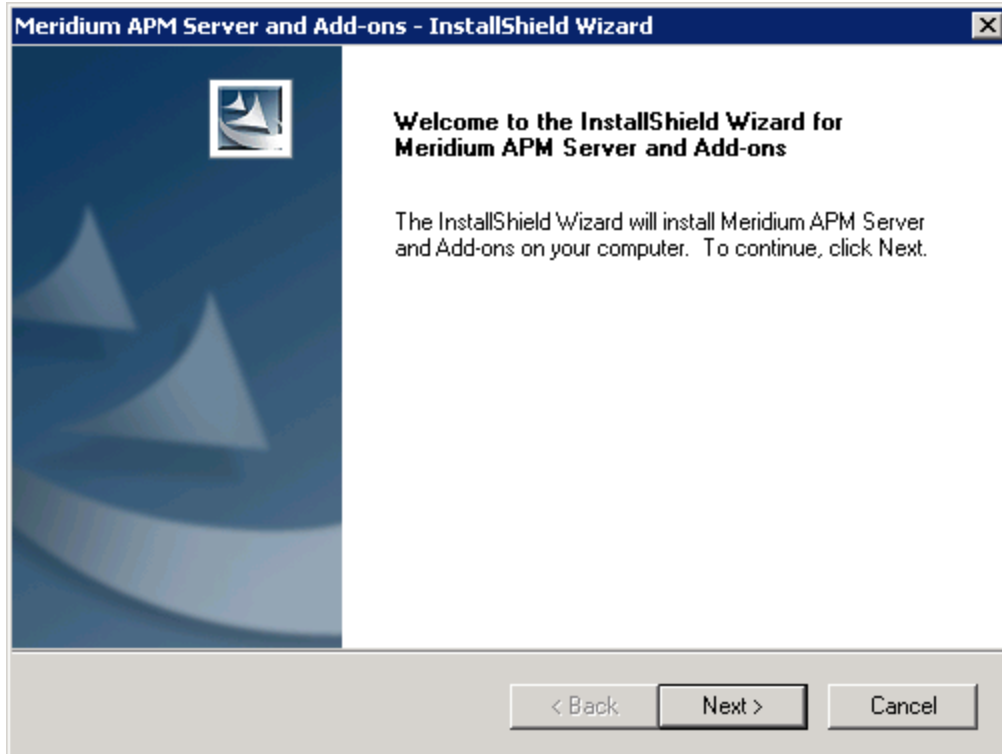 Meridium APM Server and Add-ons - InstallShield Wizard
Welcome to the InstallShield Wizard for
Meridium APM Server and Add-ons
The InstallShield Wizard will install Meridium APM Server
and Add-ons on your computer.  To continue, click Next.
< Back
Next >
Cancel